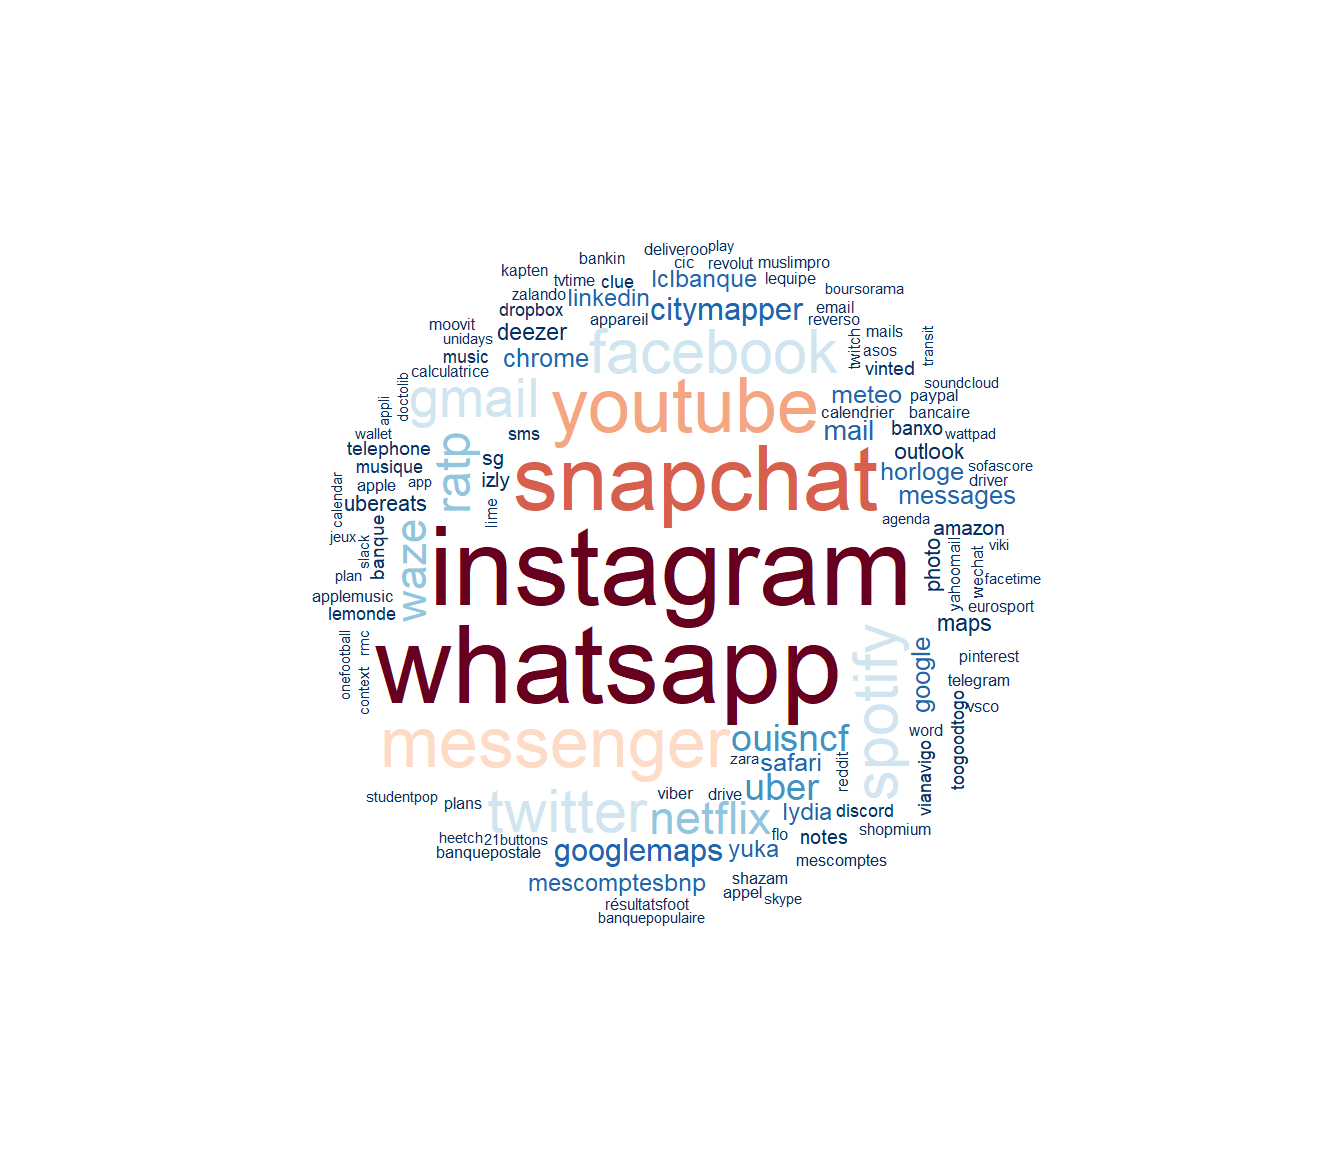 deliveroo
play
bankin
cic
revolut
muslimpro
kapten
tvtime
clue
lclbanque
lequipe
boursorama
zalando
linkedin
dropbox
appareil
citymapper
email
reverso
moovit
unidays
deezer
facebook
twitch
mails
transit
music
chrome
asos
vinted
calculatrice
soundcloud
doctolib
appli
gmail
youtube
meteo
paypal
calendrier
bancaire
wallet
sms
mail
banxo
wattpad
telephone
ratp
sg
snapchat
outlook
musique
horloge
sofascore
apple
app
izly
driver
calendar
ubereats
lime
messages
agenda
amazon
jeux
slack
banque
waze
instagram
photo
yahoomail
wechat
viki
plan
facetime
applemusic
lemonde
eurosport
maps
onefootball
rmc
whatsapp
spotify
google
pinterest
context
telegram
toogoodtogo
vsco
messenger
ouisncf
word
vianavigo
zara
safari
reddit
studentpop
plans
viber
drive
uber
twitter
netflix
lydia
discord
shopmium
heetch
21buttons
flo
notes
banquepostale
googlemaps
yuka
mescomptes
mescomptesbnp
shazam
appel
skype
résultatsfoot
banquepopulaire